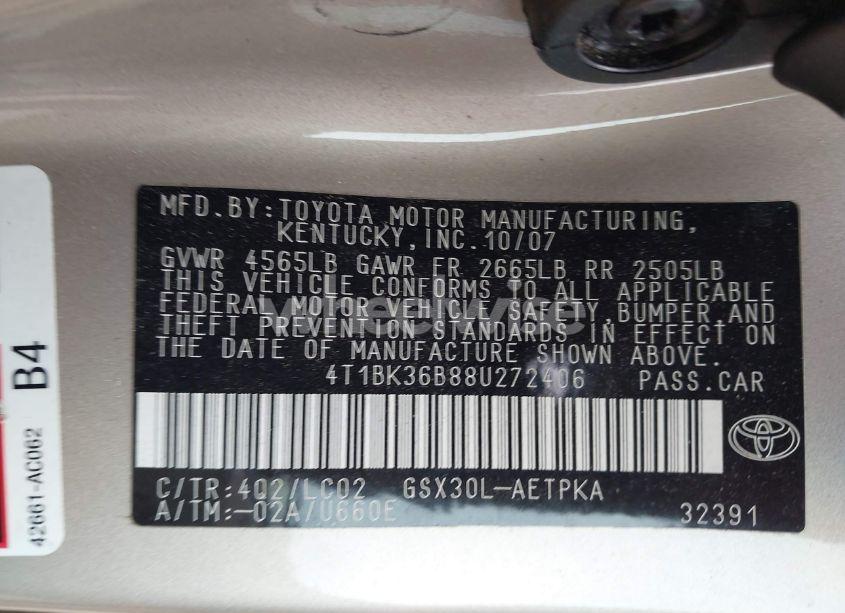 MFD.BY:TOYOTA MOTOR MANUFACTURING,
KENTUCKY,INC.10/07
GVWR 4565LB GAWR FR 2665LB RR 2505LB
THIS VEHICLE CONFORMS TO ALL APPLICABLE
FEDERAL MOTOR VEHICLE SAFETY,BUMPER,AND
THEFT PREVENTION STANDARDS IN EFFECT ON
THE DATE OF MANUFACTURE SHOWN ABOVE.
4T1BK36B88U272406 PASS.CAR
C/TR:4Q2/LC02 GSX30L-AETPKA
A/TM:-02A/U660E 32391
42661-AC062
B4